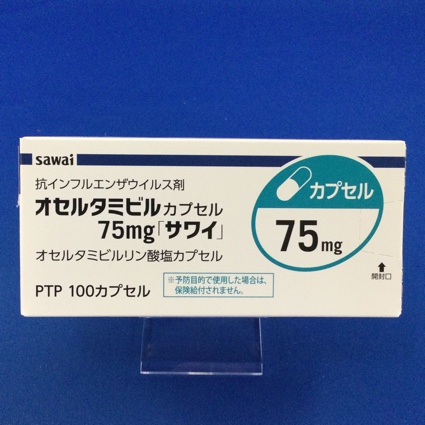 sawai
抗インフルエンザウイルス剤
オセルタミビルカプセル
75mg「サワイ」
オセルタミビルリン酸塩カプセル
PTP 100カプセル
※予防目的で使用した場合は、
保険給付されません。
カプセル
75mg
開封口